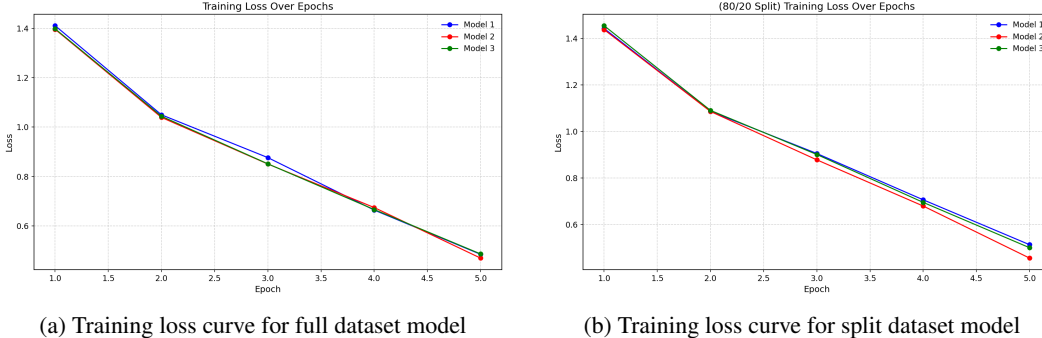 Training Loss Over Epochs
Model 1
Model 2
Model 3
1.4
1.2
1.0
0.8
0.6
Loss
1.0 1.5 2.0 2.5 3.0 3.5 4.0 4.5 5.0
Epoch
(a) Training loss curve for full dataset model
(80/20 Split) Training Loss Over Epochs
Model 1
Model 2
Model 3
1.4
1.2
1.0
0.8
0.6
Loss
1.0 1.5 2.0 2.5 3.0 3.5 4.0 4.5 5.0
Epoch
(b) Training loss curve for split dataset model